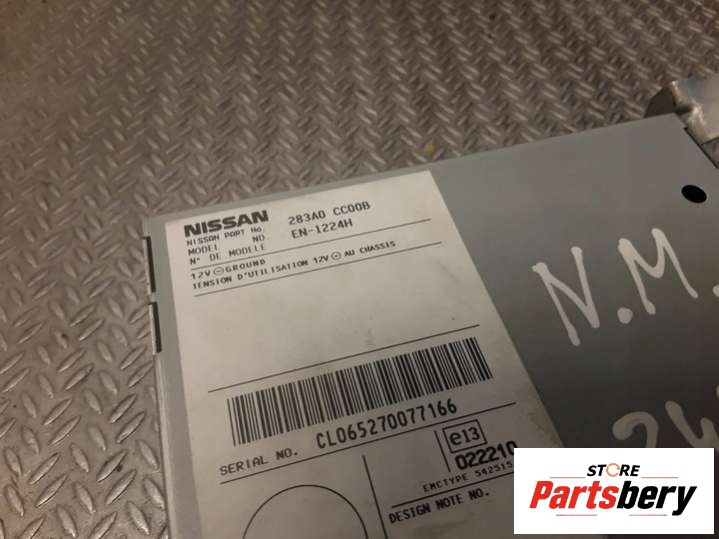 NISSAN
NISSAN PART No. 283A0 CC00B
MODEL NO. EN-1224H
N° DE MODELE
12V ⊖ GROUND
TENSION D'UTILISATION 12V ⊖ AU CHASSIS
SERIAL NO. CL065270077166
e13
022210
EMCTYPE 542515
DESIGN NOTE NO.
N.M.
STORE
Partsbery